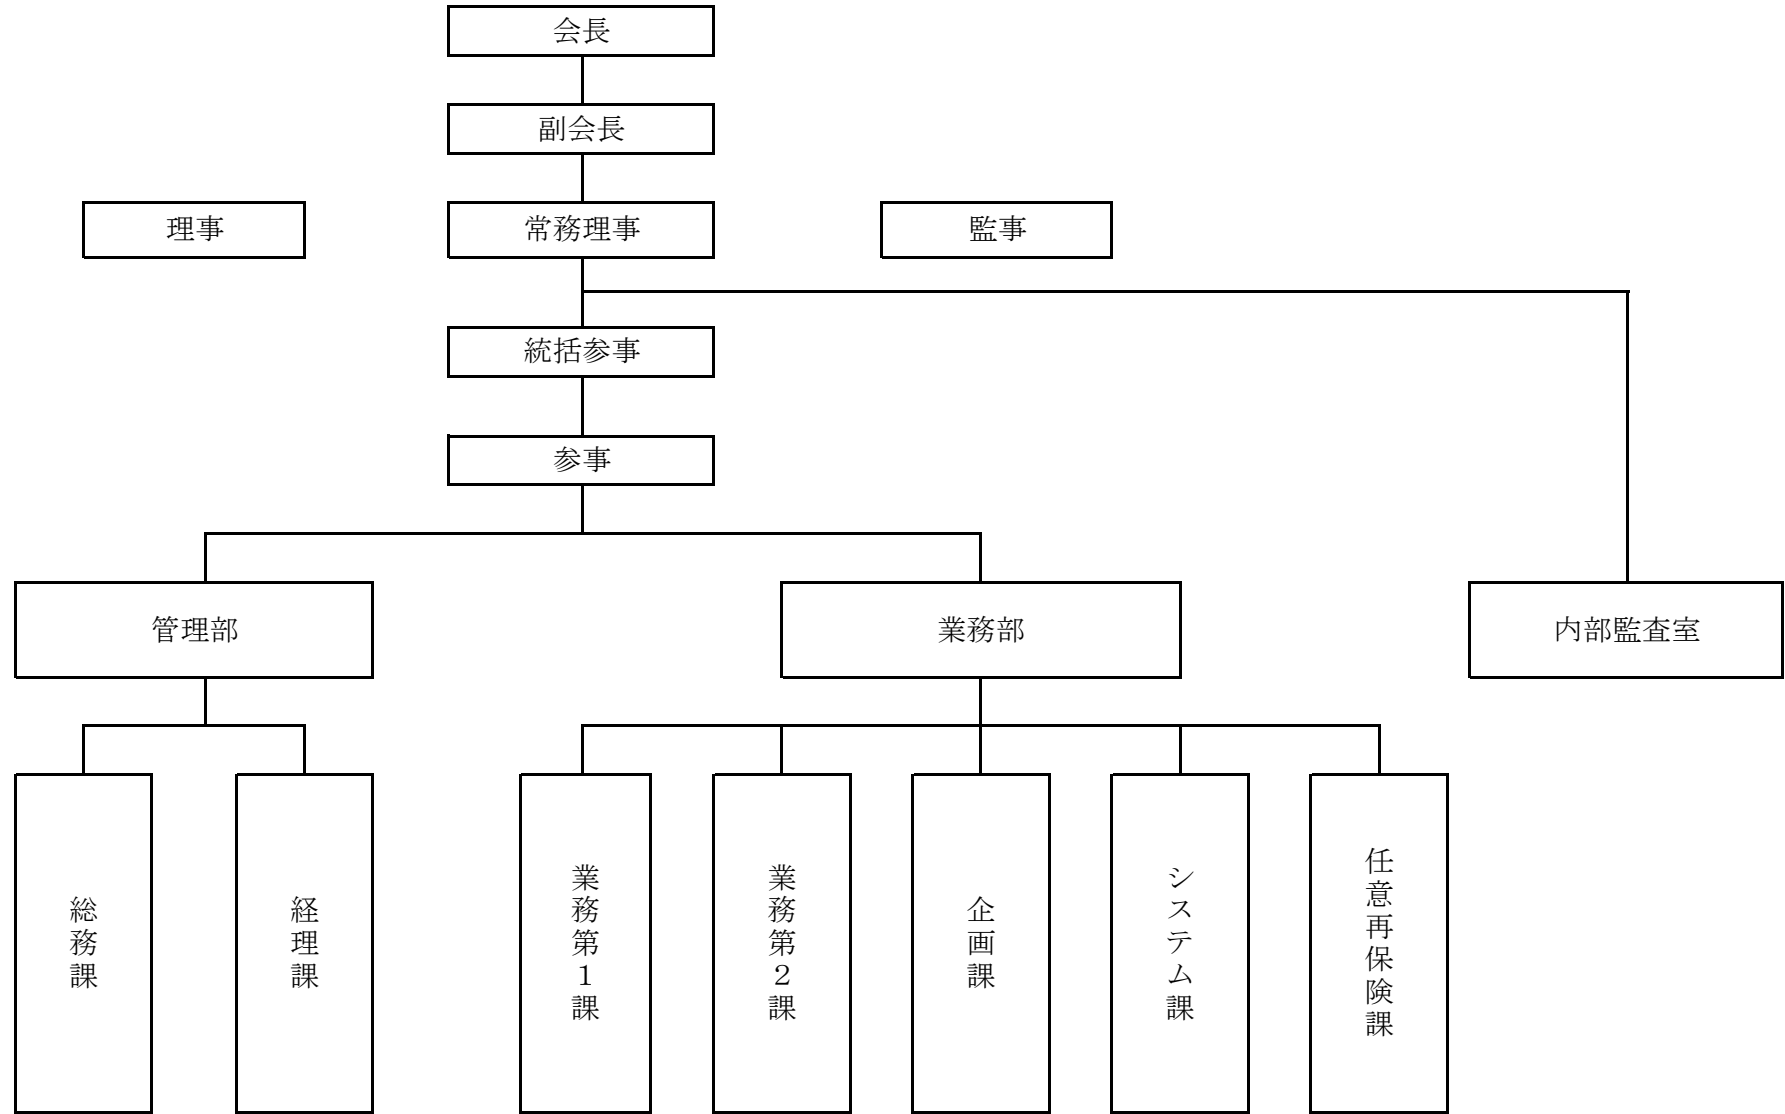 会長
副会長
理事
常務理事
監事
統括参事
参事
管理部
業務部
内部監査室
総務課
経理課
業務第１課
業務第２課
企画課
システム課
任意再保険課